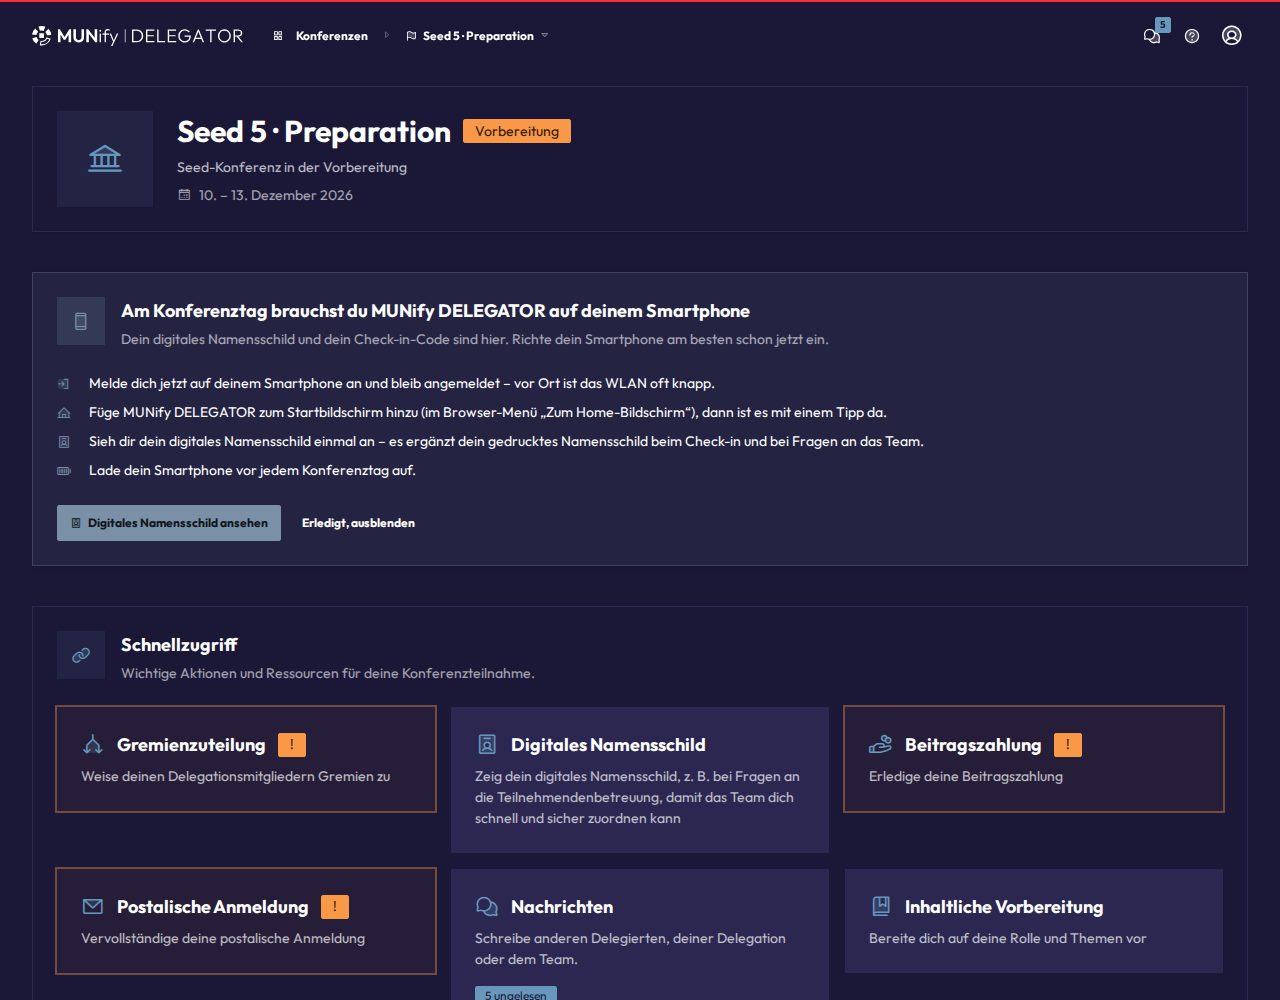 MUNify | DELEGATOR
Konferenzen
Seed 5 · Preparation
5
Seed 5 · Preparation
Vorbereitung
Seed-Konferenz in der Vorbereitung
10. – 13. Dezember 2026
Am Konferenztag brauchst du MUNify DELEGATOR auf deinem Smartphone
Dein digitales Namensschild und dein Check-in-Code sind hier. Richte dein Smartphone am besten schon jetzt ein.
Melde dich jetzt auf deinem Smartphone an und bleib angemeldet – vor Ort ist das WLAN oft knapp.
Füge MUNify DELEGATOR zum Startbildschirm hinzu (im Browser-Menü „Zum Home-Bildschirm“), dann ist es mit einem Tipp da.
Sieh dir dein digitales Namensschild einmal an – es ergänzt dein gedrucktes Namensschild beim Check-in und bei Fragen an das Team.
Lade dein Smartphone vor jedem Konferenztag auf.
Digitales Namensschild ansehen
Erledigt, ausblenden
Schnellzugriff
Wichtige Aktionen und Ressourcen für deine Konferenzteilnahme.
Gremienzuteilung !
Weise deinen Delegationsmitgliedern Gremien zu
Digitales Namensschild
Zeig dein digitales Namensschild, z. B. bei Fragen an
die Teilnehmendenbetreuung, damit das Team dich
schnell und sicher zuordnen kann
Beitragszahlung !
Erledige deine Beitragszahlung
Postalische Anmeldung !
Vervollständige deine postalische Anmeldung
Nachrichten
Schreibe anderen Delegierten, deiner Delegation
oder dem Team.
5 ungelesen
Inhaltliche Vorbereitung
Bereite dich auf deine Rolle und Themen vor